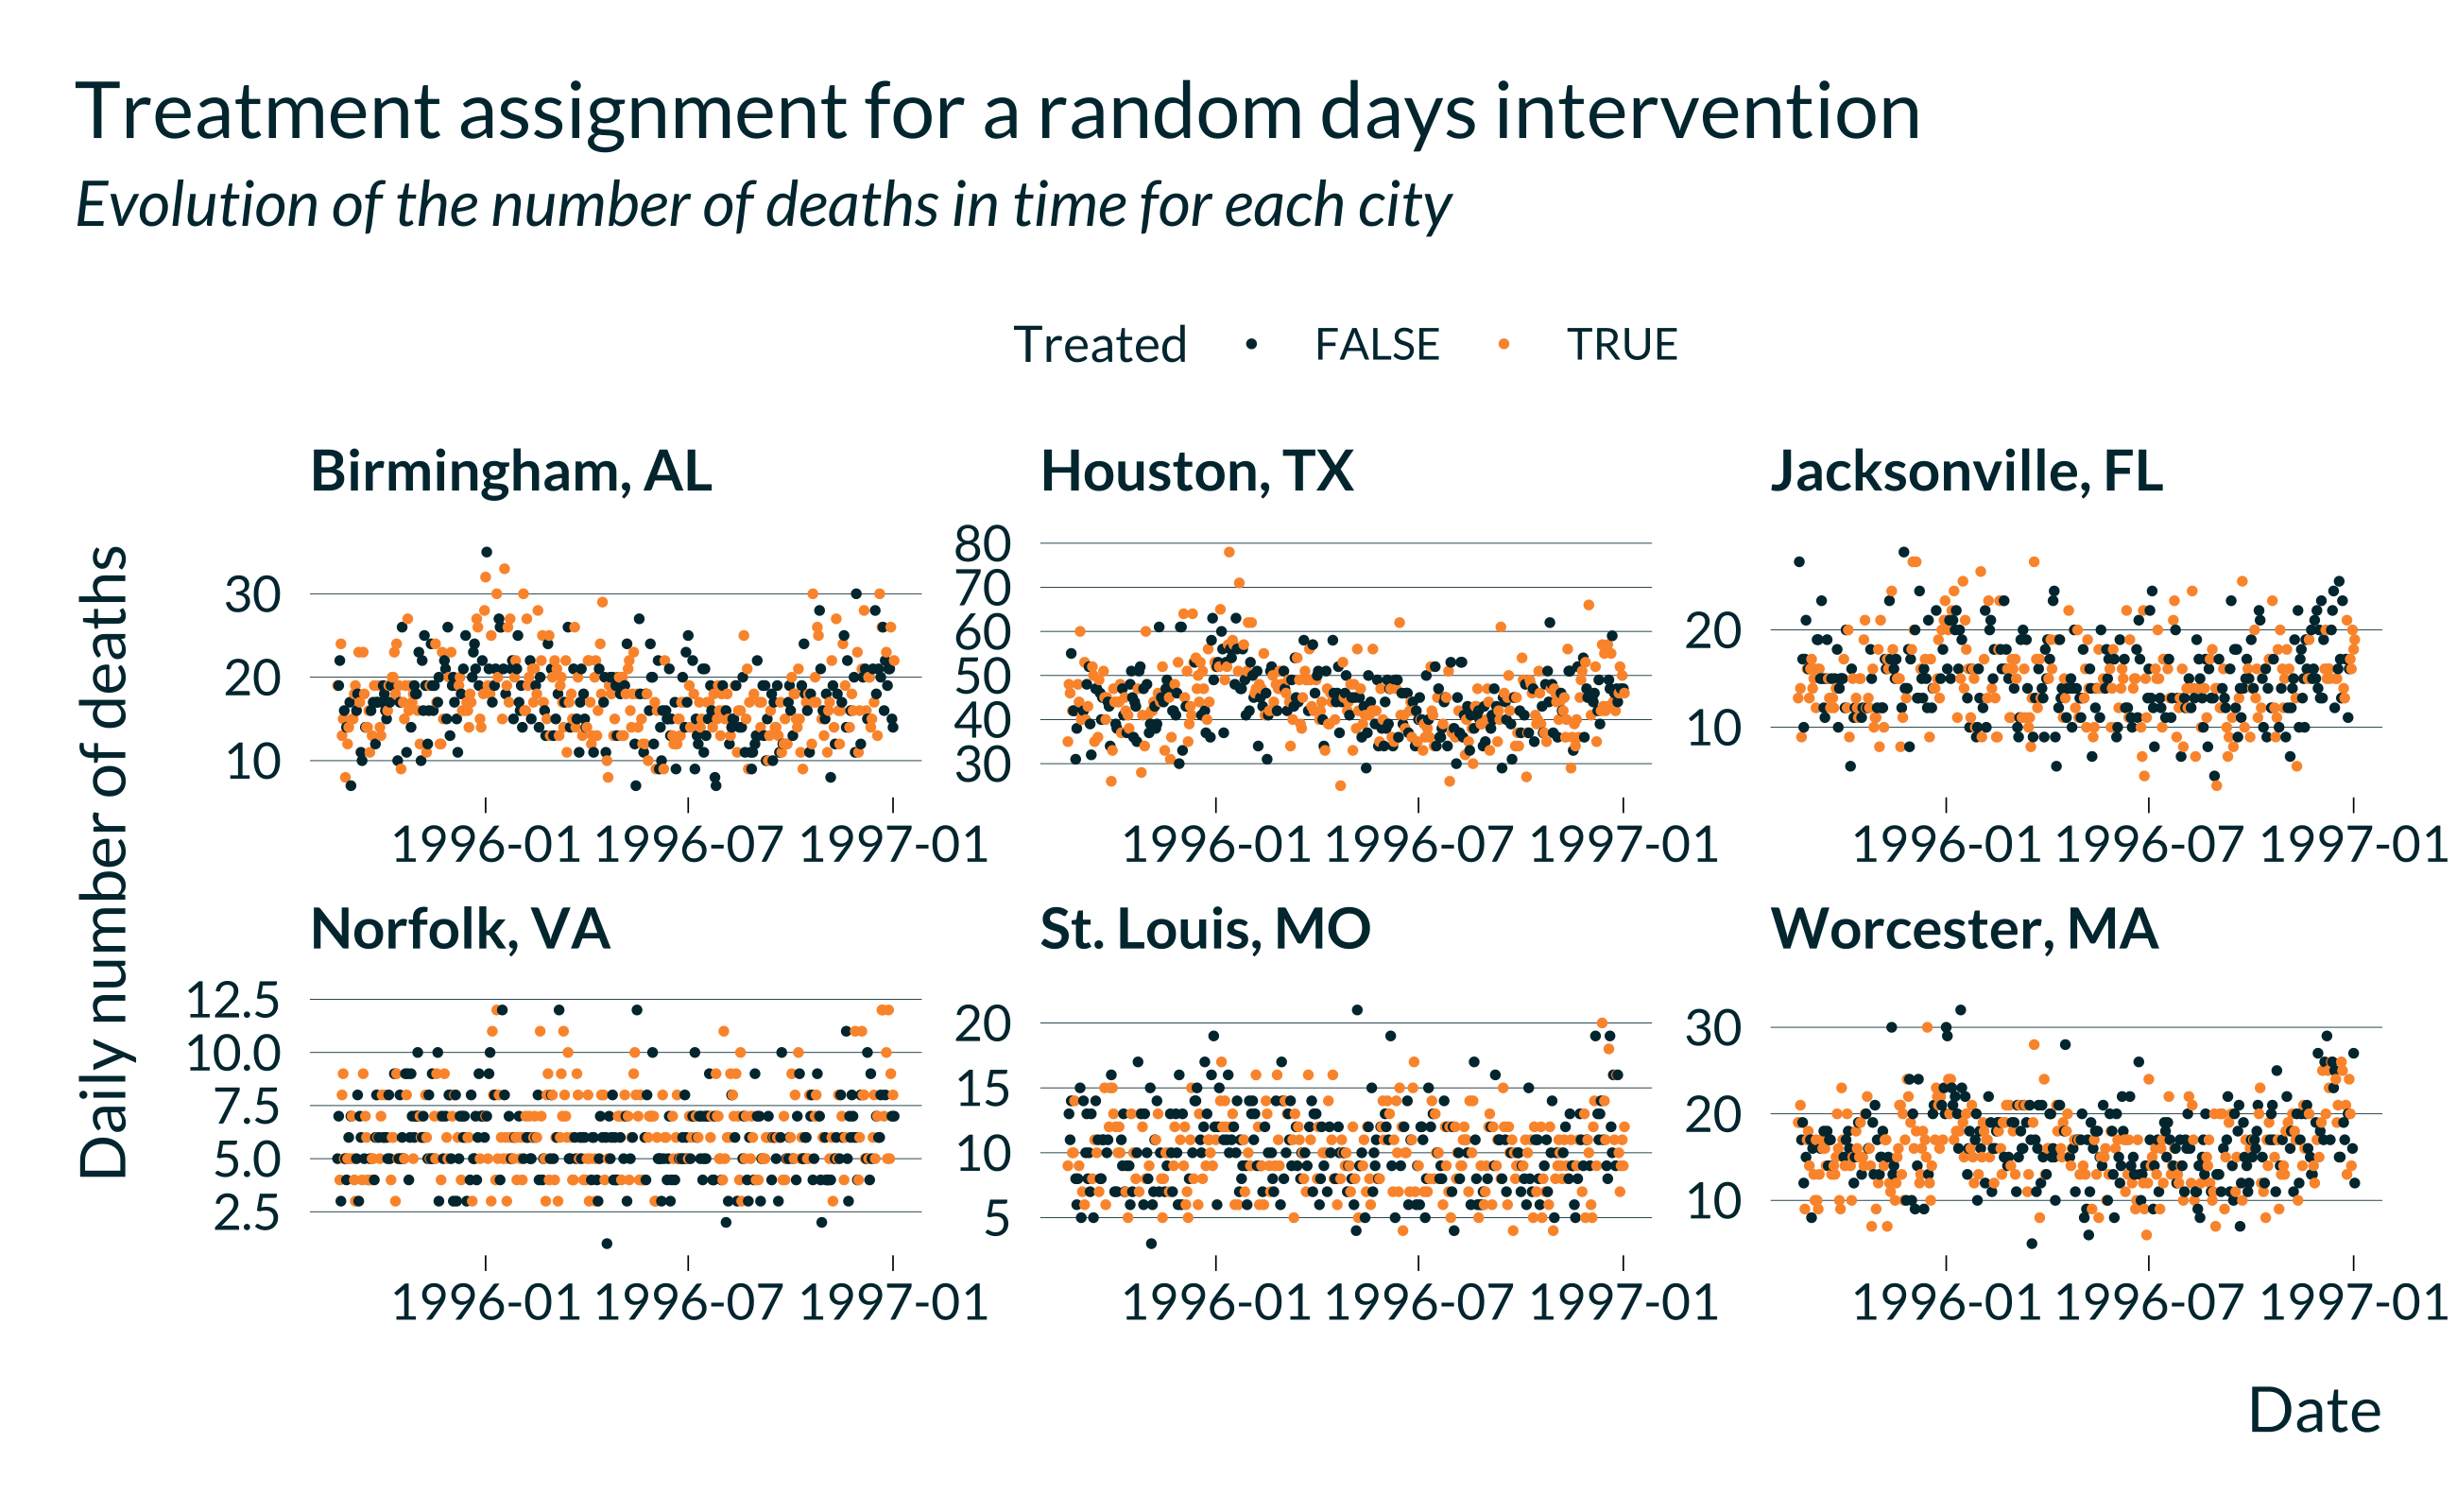 Treatment assignment for a random days intervention
Evolution of the number of deaths in time for each city
Treated FALSE TRUE
Daily number of deaths
Birmingham, AL
30
20
10
1996-01 1996-07 1997-01
Houston, TX
80
70
60
50
40
30
1996-01 1996-07 1997-01
Jacksonville, FL
20
10
1996-01 1996-07 1997-01
Norfolk, VA
12.5
10.0
7.5
5.0
2.5
1996-01 1996-07 1997-01
St. Louis, MO
20
15
10
5
1996-01 1996-07 1997-01
Worcester, MA
30
20
10
1996-01 1996-07 1997-01
Date